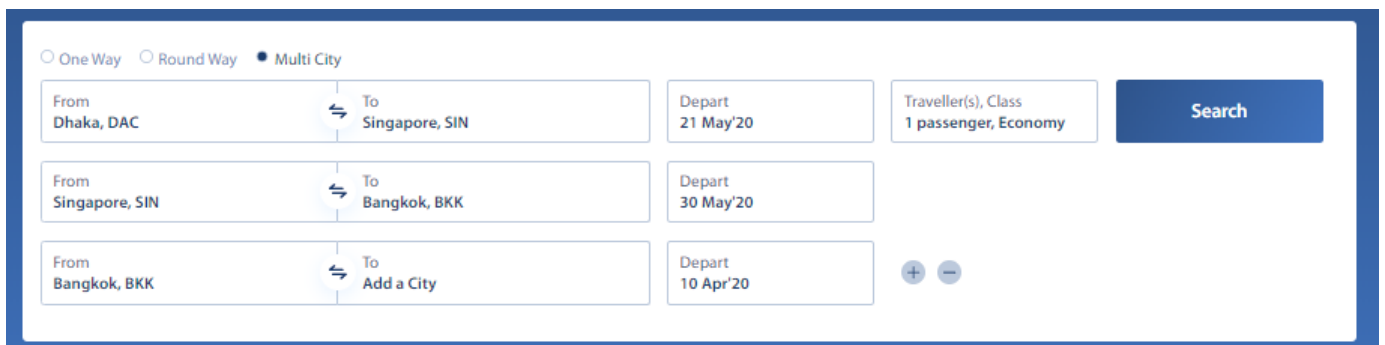 One Way Round Way Multi City
From To Depart Traveller(s), Class
Dhaka, DAC Singapore, SIN 21 May'20 1 passenger, Economy Search
From To Depart
Singapore, SIN Bangkok, BKK 30 May'20
From To Depart
Bangkok, BKK Add a City 10 Apr'20